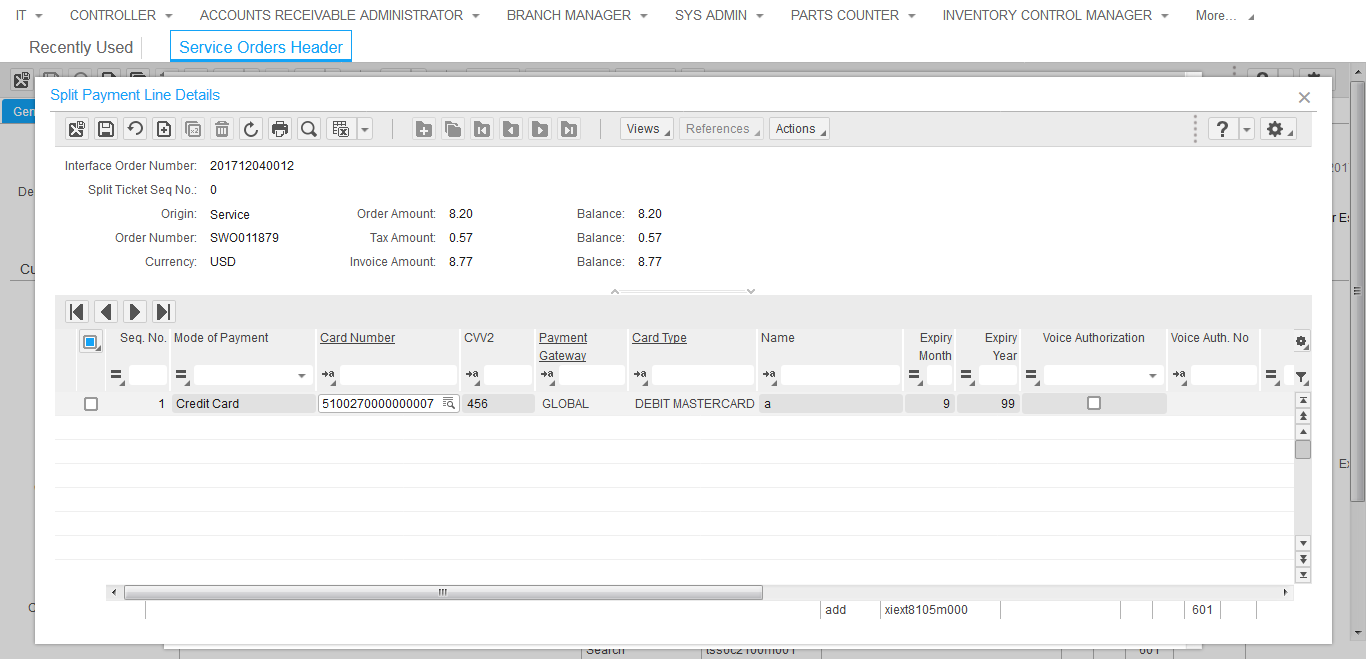 IT CONTROLLER ACCOUNTS RECEIVABLE ADMINISTRATOR BRANCH MANAGER SYS ADMIN PARTS COUNTER INVENTORY CONTROL MANAGER More...
Recently Used Service Orders Header
Split Payment Line Details
Gen
Views References Actions ?
Interface Order Number: 201712040012
201
De
Split Ticket Seq No.: 0
Origin: Service Order Amount: 8.20 Balance: 8.20
r Es
Order Number: SWO011879 Tax Amount: 0.57 Balance: 0.57
Currency: USD Invoice Amount: 8.77 Balance: 8.77
Cu
Seq. No. Mode of Payment Card Number CVV2 Payment Gateway Card Type Name Expiry Month Expiry Year Voice Authorization Voice Auth. No
1 Credit Card 5100270000000007 456 GLOBAL DEBIT MASTERCARD a 9 99
Ex
add xiext8105m000 601
Search tssoc2100m001 601